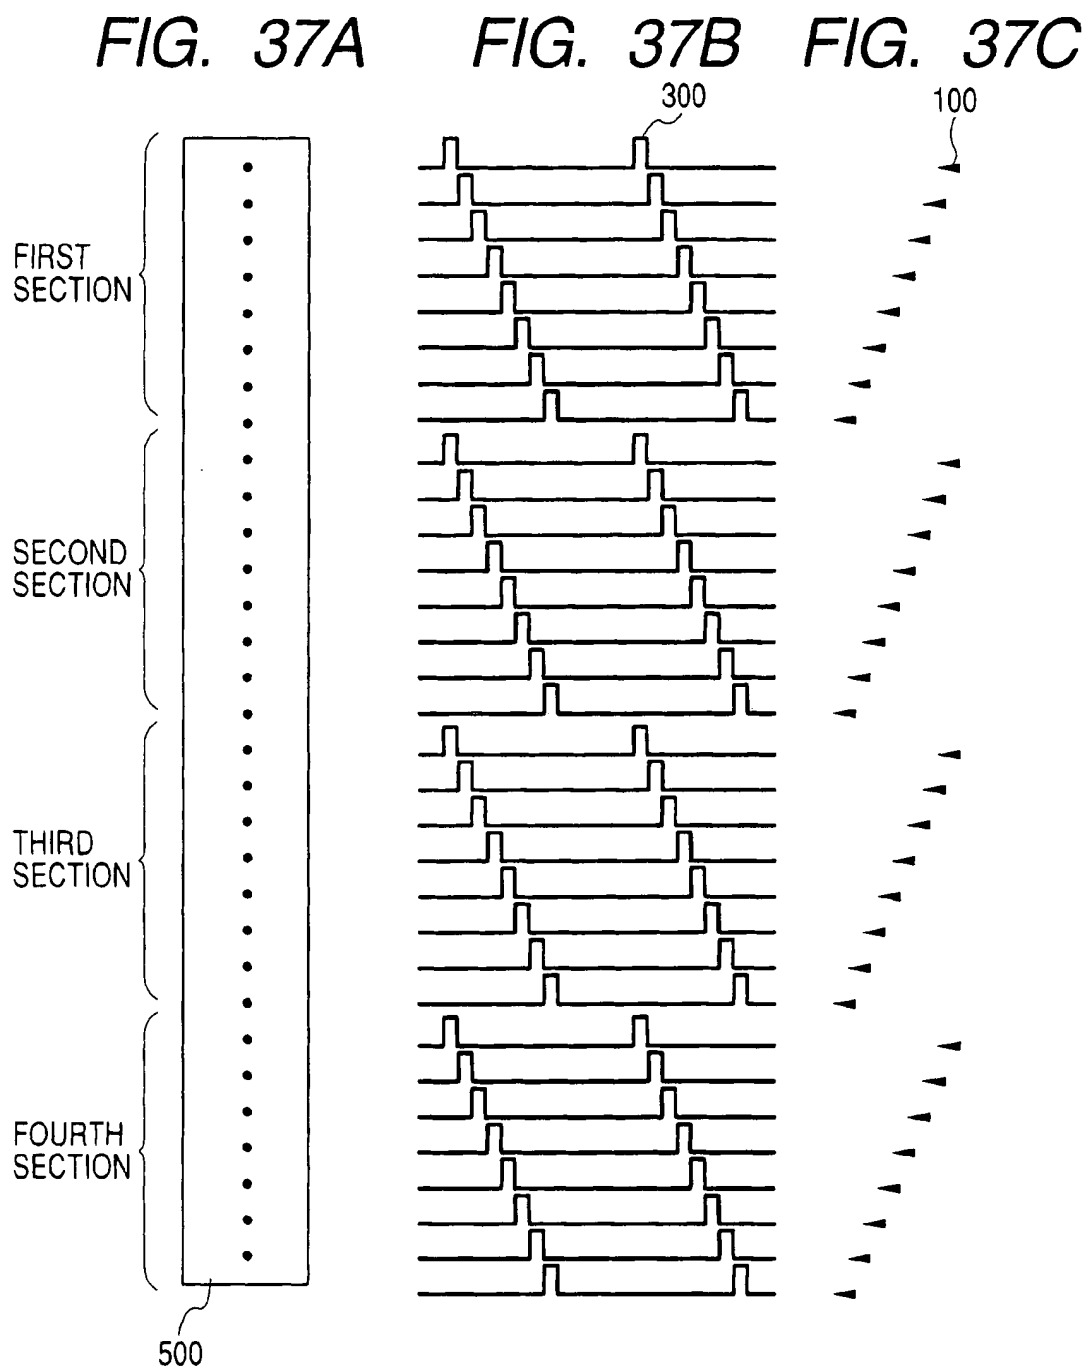 FIG. 37A
FIG. 37B
FIG. 37C
300
100
FIRST
SECTION
SECOND
SECTION
THIRD
SECTION
FOURTH
SECTION
500